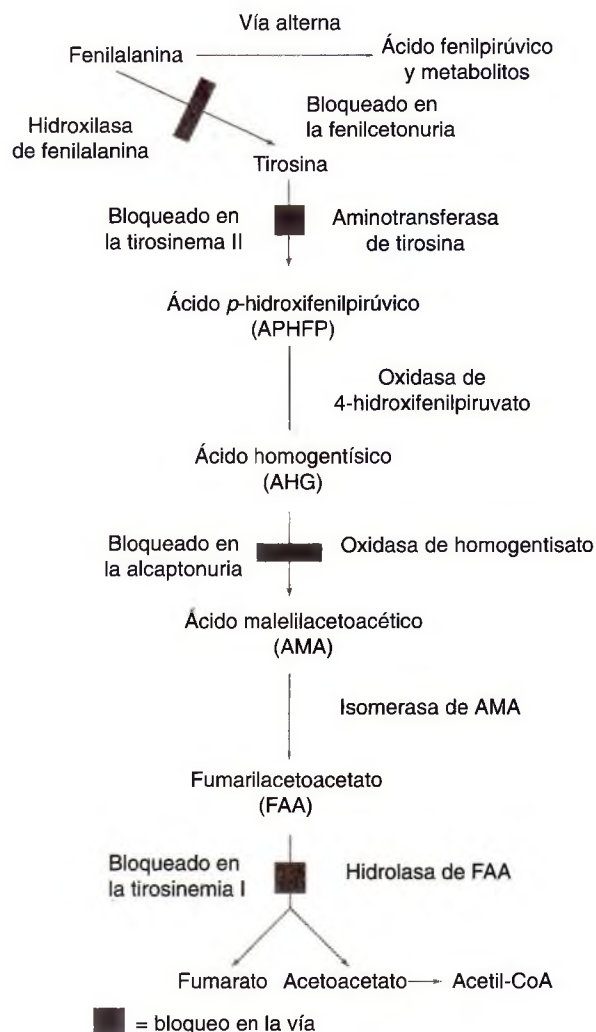 Vía alterna
Fenilalanina
Ácido fenilpirúvico
y metabolitos
Hidroxilasa
de fenilalanina
Bloqueado en
la fenilcetonuria
Tirosina
Bloqueado en
la tirosinema II
Aminotransferasa
de tirosina
Ácido p-hidroxifenilpirúvico
(APHFP)
Oxidasa de
4-hidroxifenilpiruvato
Ácido homogentísico
(AHG)
Bloqueado en
la alcaptonuria
Oxidasa de homogentisato
Ácido malelilacetoacético
(AMA)
Isomerasa de AMA
Fumarilacetoacetato
(FAA)
Bloqueado en
la tirosinemia I
Hidrolasa de FAA
Fumarato Acetoacetato Acetil-CoA
= bloqueo en la vía